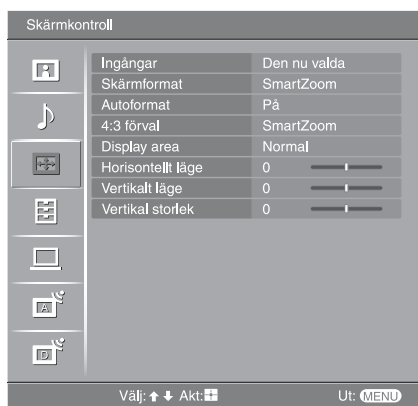 Skärmkontroll
Ingångar Den nu valda
Skärmformat SmartZoom
Autoformat På
4:3 förval SmartZoom
Display area Normal
Horisontellt läge 0
Vertikalt läge 0
Vertikal storlek 0
A
D
Välj: Akt: Ut: MENU